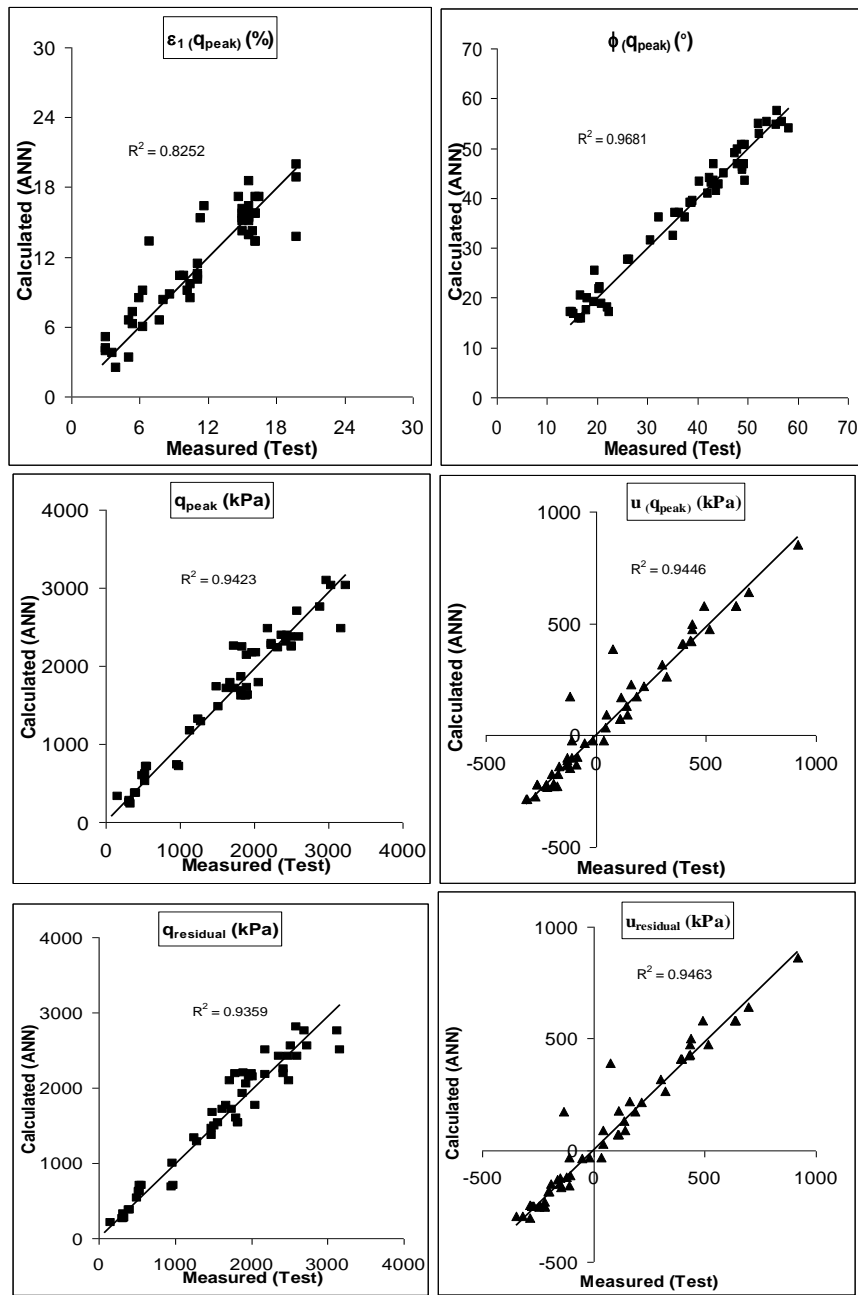 ε1 (qpeak) (%)
30
24
18
12
6
0
Calculated (ANN)
R² = 0.8252
0 6 12 18 24 30
Measured (Test)
ϕ (qpeak) (°)
70
60
50
40
30
20
10
0
Calculated (ANN)
R² = 0.9681
0 10 20 30 40 50 60 70
Measured (Test)
qpeak (kPa)
4000
3000
2000
1000
0
Calculated (ANN)
R² = 0.9423
0 1000 2000 3000 4000
Measured (Test)
u (qpeak) (kPa)
1000
500
0
-500
Calculated (ANN)
R² = 0.9446
-500 0 500 1000
Measured (Test)
qresidual (kPa)
4000
3000
2000
1000
0
Calculated (ANN)
R² = 0.9359
0 1000 2000 3000 4000
Measured (Test)
uresidual (kPa)
1000
500
0
-500
Calculated (ANN)
R² = 0.9463
-500 0 500 1000
Measured (Test)